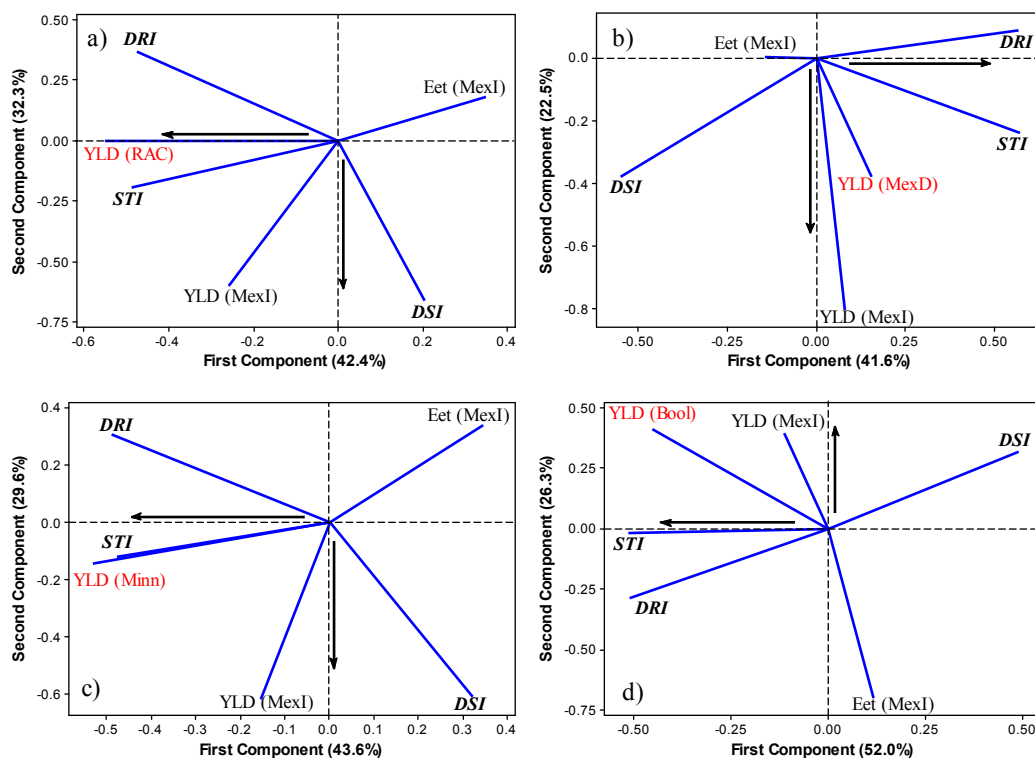 a)
0.50
0.25
0.00
-0.25
-0.50
-0.75
Second Component (32.3%)
DRI
Eet (MexI)
YLD (RAC)
STI
YLD (MexI)
DSI
-0.6
-0.4
-0.2
0.0
0.2
0.4
First Component (42.4%)
b)
0.0
-0.2
-0.4
-0.6
-0.8
Second Component (22.5%)
Eet (MexI)
DRI
STI
DSI
YLD (MexD)
YLD (MexI)
-0.50
-0.25
0.00
0.25
0.50
First Component (41.6%)
0.4
0.2
0.0
-0.2
-0.4
-0.6
Second Component (29.6%)
Eet (MexI)
DRI
STI
YLD (Minn)
c)
YLD (MexI)
DSI
-0.5
-0.4
-0.3
-0.2
-0.1
0.0
0.1
0.2
0.3
0.4
First Component (43.6%)
0.50
0.25
0.00
-0.25
-0.50
-0.75
Second Component (26.3%)
YLD (Bool)
YLD (MexI)
DSI
STI
DRI
d)
Eet (MexI)
-0.50
-0.25
0.00
0.25
0.50
First Component (52.0%)